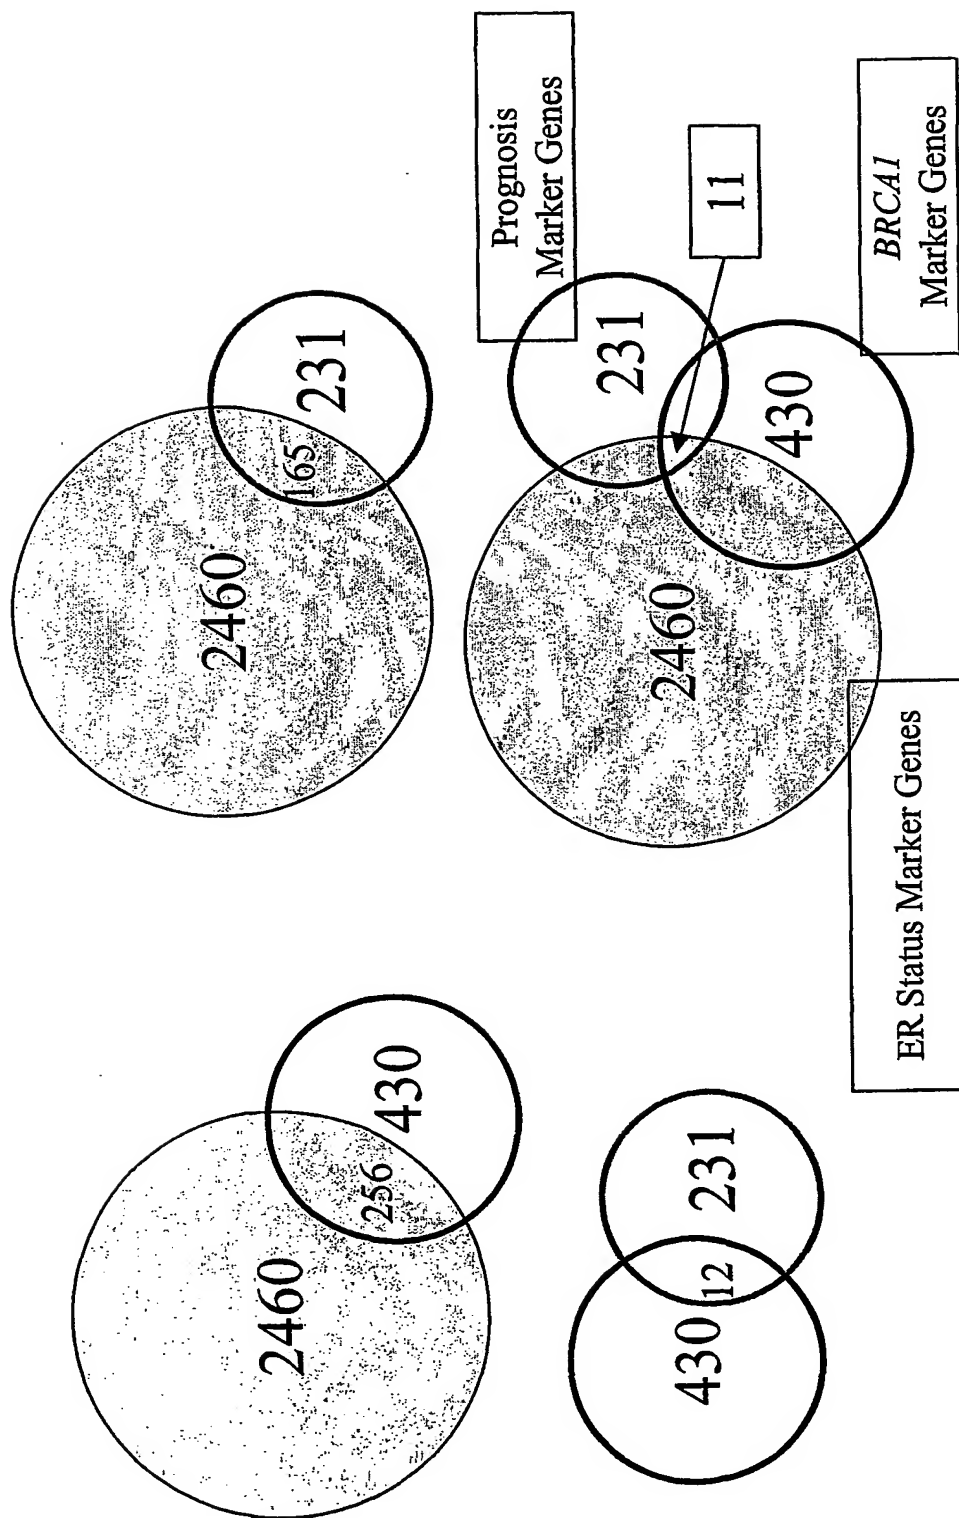 2460
256
430
2460
165
231
430
12
231
2460
231
430
11
Prognosis
Marker Genes
BRCA1
Marker Genes
ER Status Marker Genes